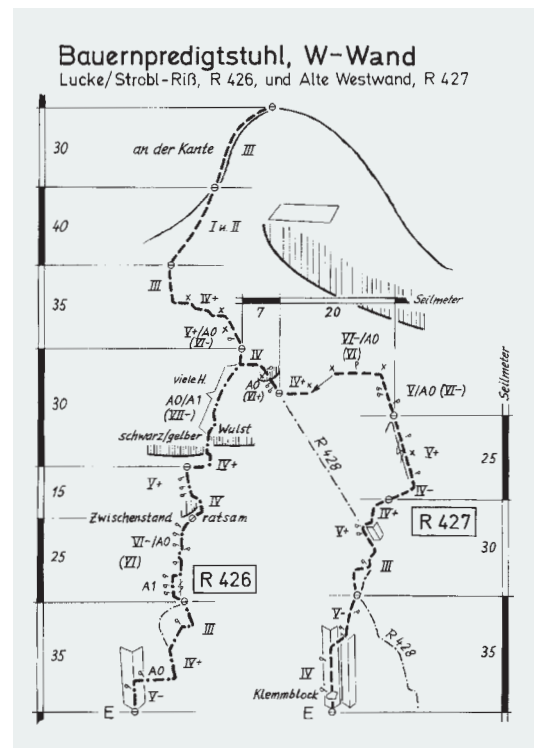 Bauernpredigtstuhl, W-Wand
Lucke/Strobl-Riß, R 426, und Alte Westwand, R 427
30
an der Kante
III
40
I u. II
III
35
IV+
Seilmeter
7
20
V+/A0
(VI-)
VI-/A0
(VI)
IV
viele H.
A0
(VI+)
IV+
V/A0 (VI-)
Seilmeter
30
A0/A1
(VII-)
schwarz/gelber
Wulst
R 428
V+
25
IV+
V+
IV-
15
IV
IV+
R 427
Zwischenstand
ratsam
V+
VI-/A0
(VI)
30
25
III
A1
R 426
V-
III
R 428
35
IV+
IV
35
A0
Klemmblock
V-
E
E